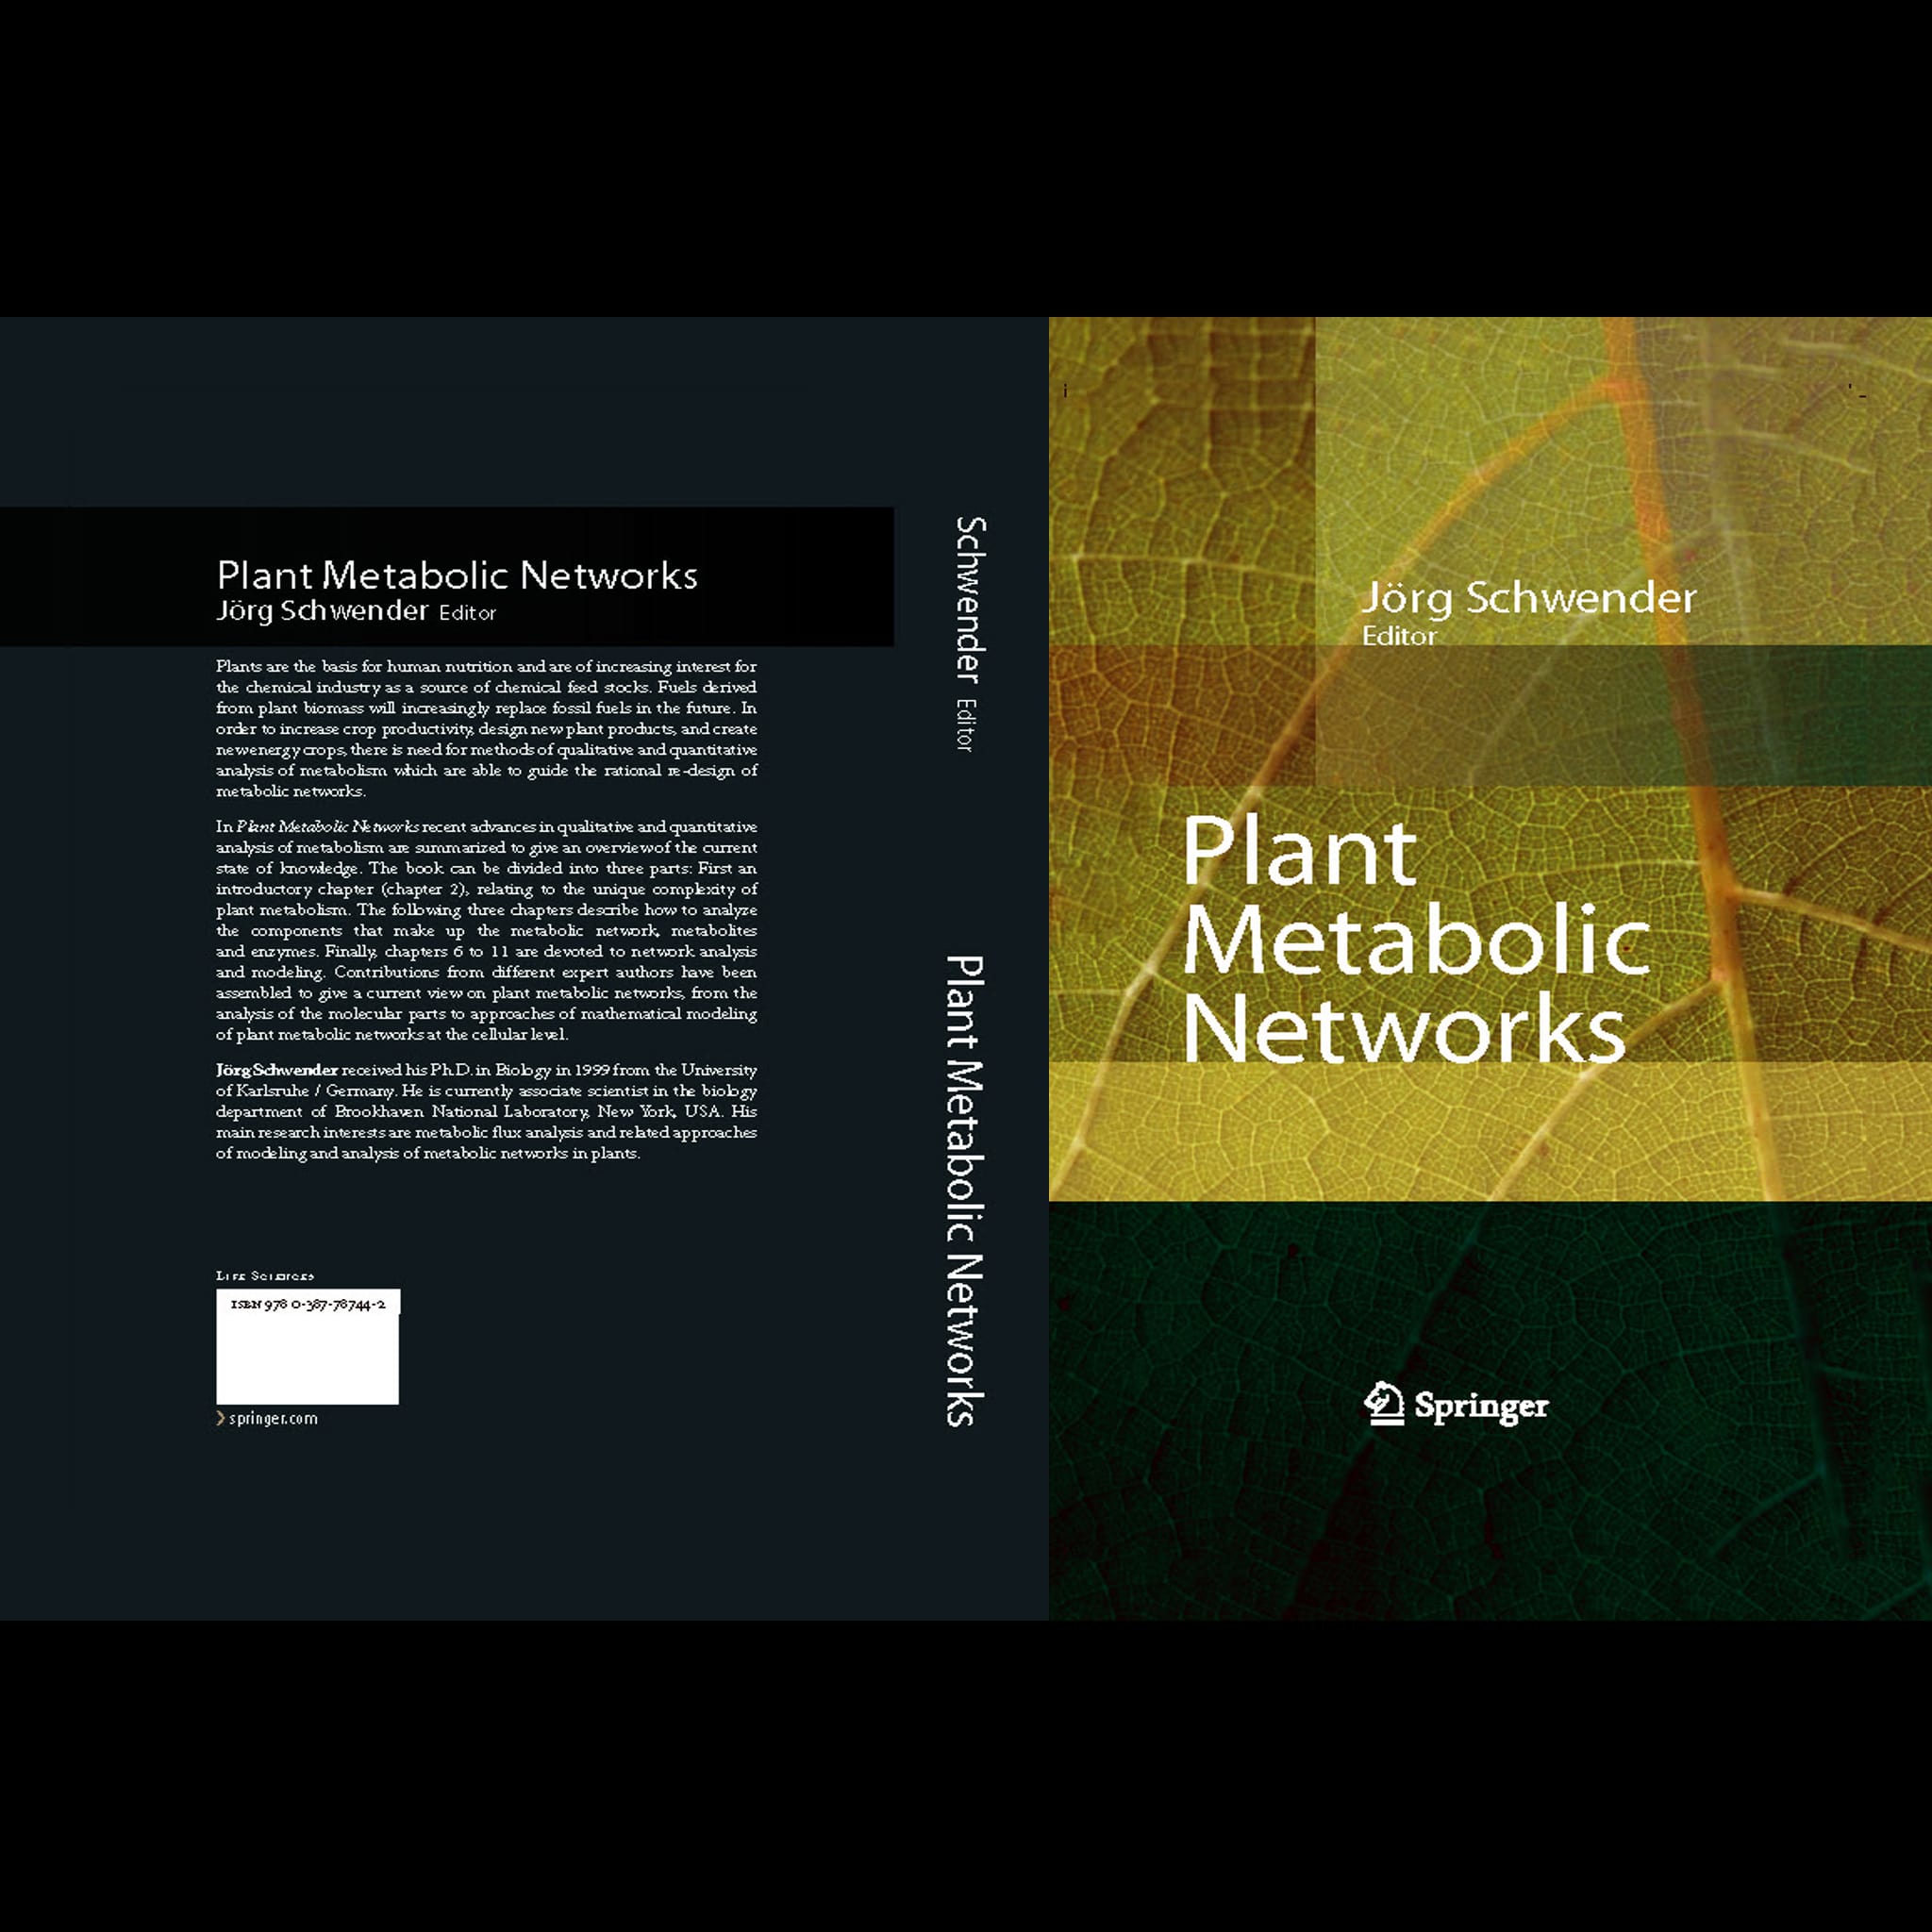 Plant Metabolic Networks
Jörg Schwender Editor
Plants are the basis for human nutrition and are of increasing interest for
the chemical industry as a source of chemical feed stocks. Fuels derived
from plant biomass will increasingly replace fossil fuels in the future. In
order to increase crop productivity, design new plant products, and create
new energy crops, there is need for methods of qualitative and quantitative
analysis of metabolism which are able to guide the rational re-design of
metabolic networks.
In Plant Metabolic Networks recent advances in qualitative and quantitative
analysis of metabolism are summarized to give an overview of the current
state of knowledge. The book can be divided into three parts: First an
introductory chapter (chapter 2), relating to the unique complexity of
plant metabolism. The following three chapters describe how to analyze
the components that make up the metabolic network, metabolites
and enzymes. Finally, chapters 6 to 11 are devoted to network analysis
and modeling. Contributions from different expert authors have been
assembled to give a current view on plant metabolic networks, from the
analysis of the molecular parts to approaches of mathematical modeling
of plant metabolic networks at the cellular level.
Jörg Schwender received his Ph.D. in Biology in 1999 from the University
of Karlsruhe / Germany. He is currently associate scientist in the biology
department of Brookhaven National Laboratory, New York, USA. His
main research interests are metabolic flux analysis and related approaches
of modeling and analysis of metabolic networks in plants.
Life Sciences
ISBN 978 0-387-78744-2
springer.com
Schwender Editor
Plant Metabolic Networks
Jörg Schwender
Editor
Plant
Metabolic
Networks
Springer